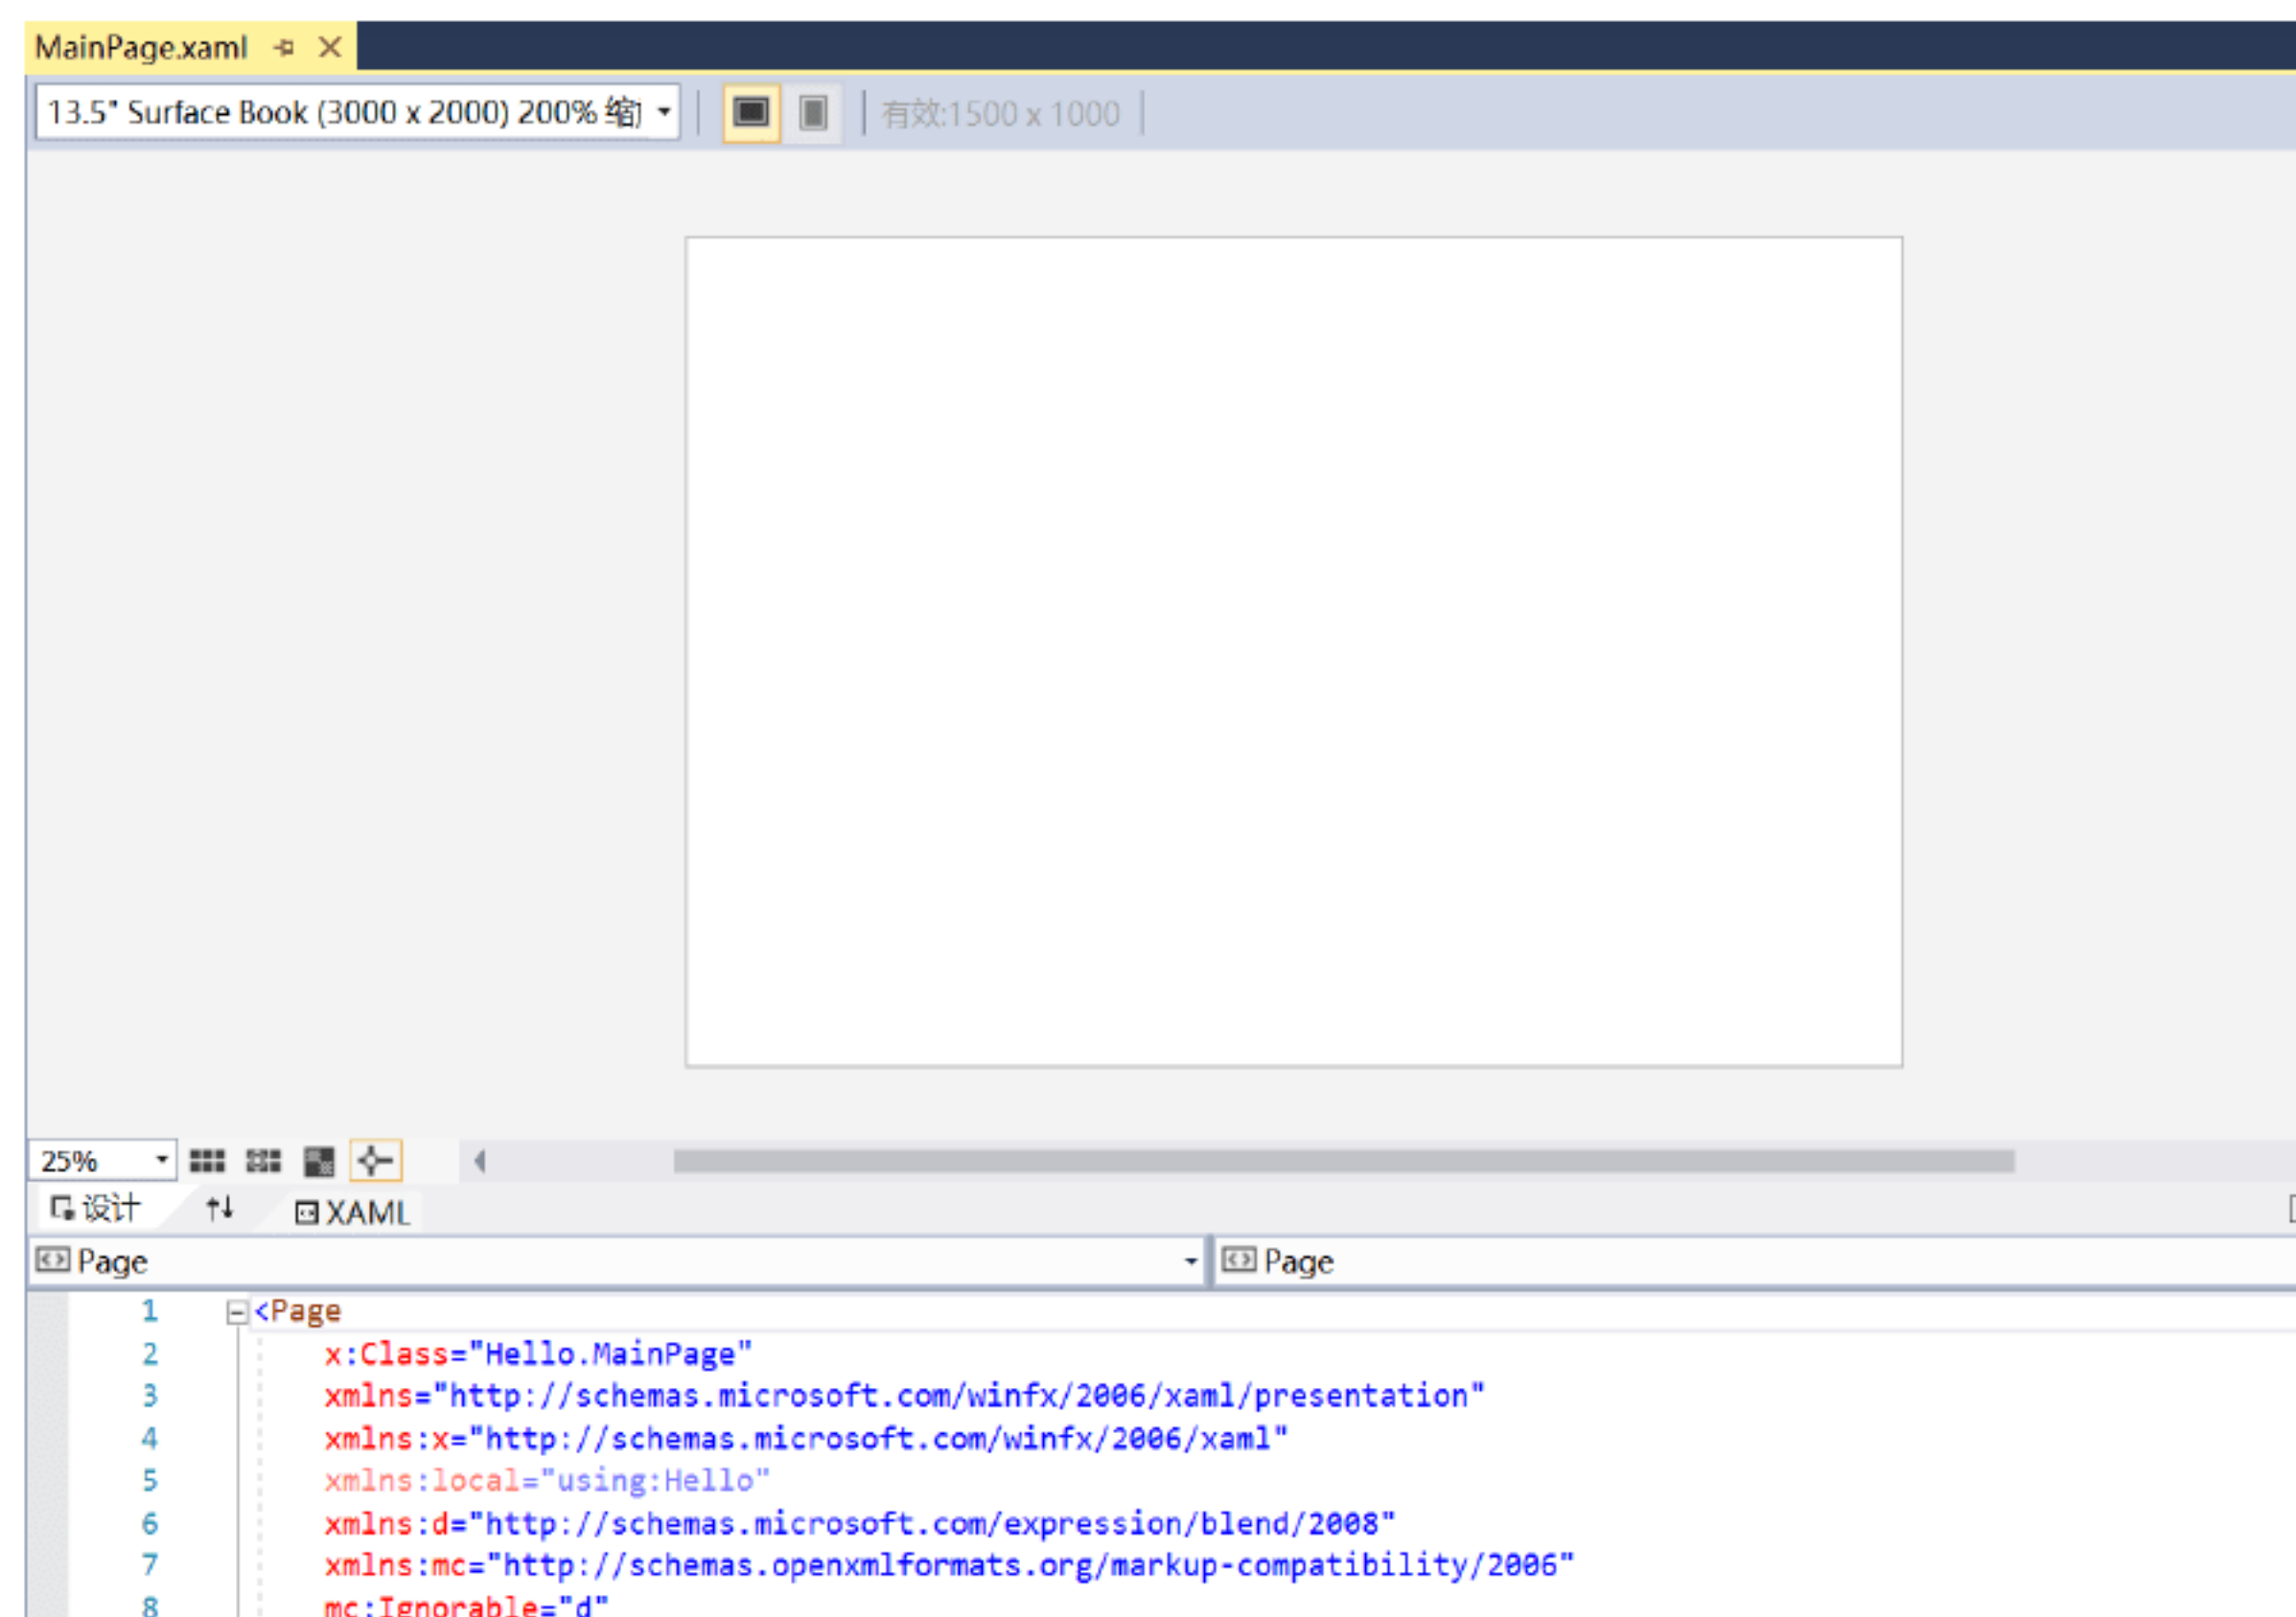 MainPage.xaml
13.5" Surface Book (3000 x 2000) 200% 缩
有效:1500 x 1000
25%
设计 XAML
Page Page
1 <Page
2 x:Class="Hello.MainPage"
3 xmlns="http://schemas.microsoft.com/winfx/2006/xaml/presentation"
4 xmlns:x="http://schemas.microsoft.com/winfx/2006/xaml"
5 xmlns:local="using:Hello"
6 xmlns:d="http://schemas.microsoft.com/expression/blend/2008"
7 xmlns:mc="http://schemas.openxmlformats.org/markup-compatibility/2006"
8 mc:Ignorable="d"